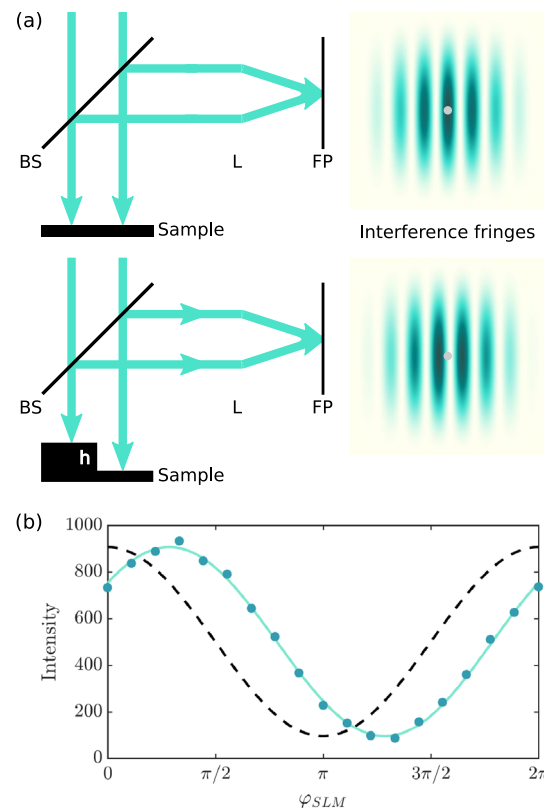 (a)
BS
L
FP
Sample
Interference fringes
BS
L
FP
h
Sample
(b)
1000
800
600
400
200
0
Intensity
0
π/2
π
3π/2
2π
φ_SLM